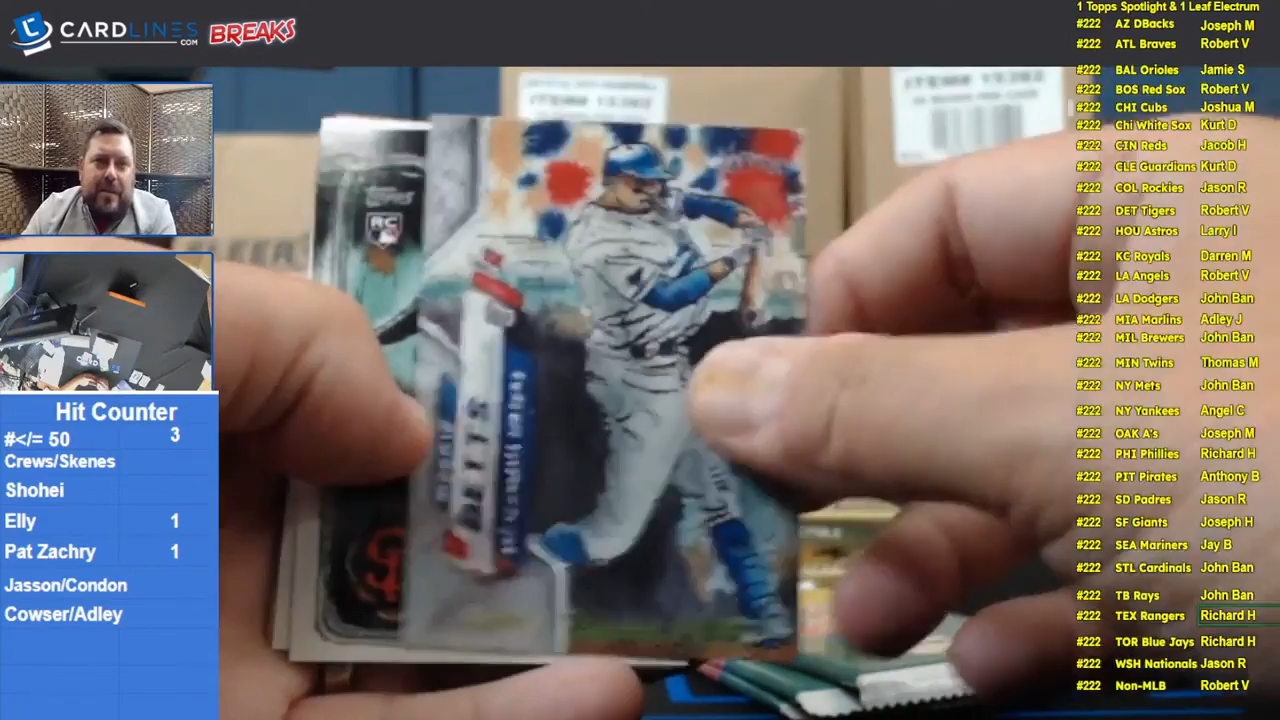 CARDLINES
.COM
BREAKS
1 Topps Spotlight & 1 Leaf Electrum
#222 AZ DBacks Joseph M
#222 ATL Braves Robert V
#222 BAL Orioles Jamie S
#222 BOS Red Sox Robert V
#222 CHI Cubs Joshua M
#222 Chi White Sox Kurt D
#222 CIN Reds Jacob H
#222 CLE Guardians Kurt D
#222 COL Rockies Jason R
#222 DET Tigers Robert V
#222 HOU Astros Larry I
#222 KC Royals Darren M
#222 LA Angels Robert V
#222 LA Dodgers John Ban
#222 MIA Marlins Adley J
#222 MIL Brewers John Ban
#222 MIN Twins Thomas M
#222 NY Mets John Ban
#222 NY Yankees Angel C
#222 OAK A's Joseph M
#222 PHI Phillies Richard H
#222 PIT Pirates Anthony B
#222 SD Padres Jason R
#222 SF Giants Joseph H
#222 SEA Mariners Jay B
#222 STL Cardinals John Ban
#222 TB Rays John Ban
#222 TEX Rangers Richard H
#222 TOR Blue Jays Richard H
#222 WSH Nationals Jason R
#222 Non-MLB Robert V
RC
SF
Hit Counter
#</= 50 3
Crews/Skenes
Shohei
Elly 1
Pat Zachry 1
Jasson/Condon
Cowser/Adley